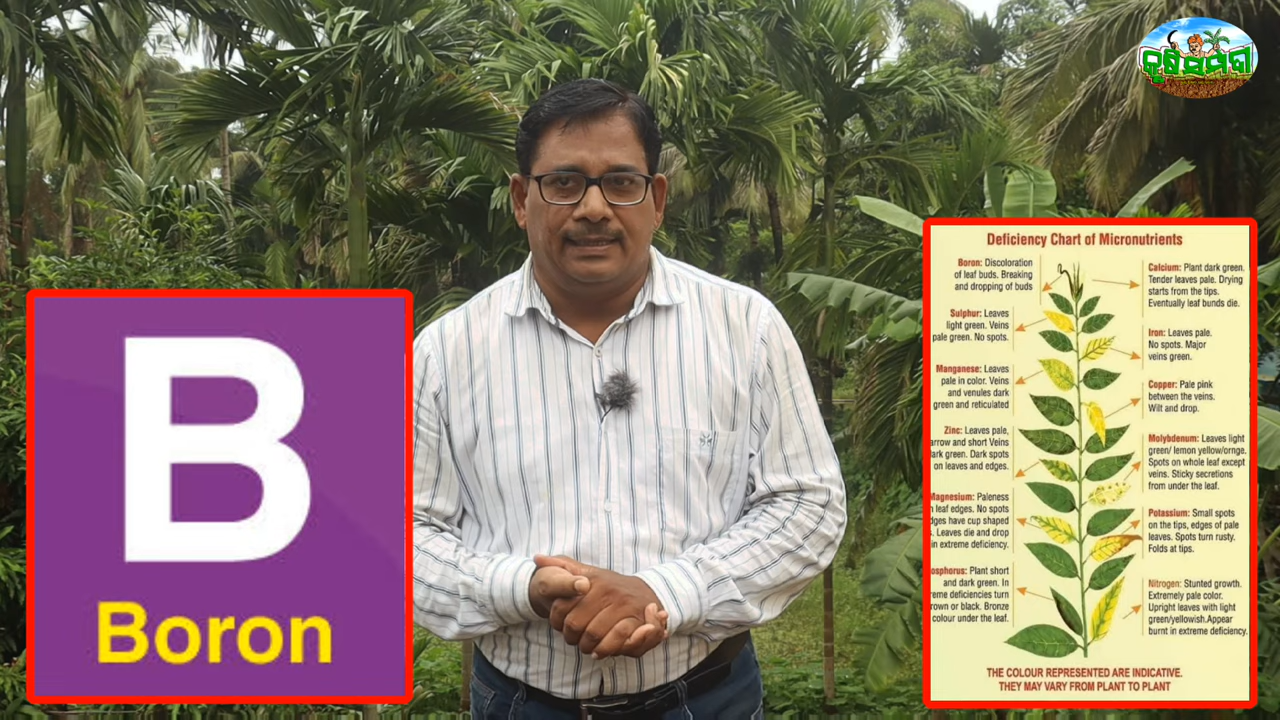 B
Boron
Deficiency Chart of Micronutrients
Boron: Discoloration
of leaf buds. Breaking
and dropping of buds
Sulphur: Leaves
light green. Veins
pale green. No spots.
Manganese: Leaves
pale in color. Veins
and venules dark
green and reticulated
Zinc: Leaves pale,
arrow and short Veins
ark green. Dark spots
on leaves and edges.
Magnesium: Paleness
n leaf edges. No spots
dges have cup shaped
s. Leaves die and drop
in extreme deficiency.
osphorus: Plant short
and dark green. In
reme deficiencies turn
rown or black. Bronze
colour under the leaf.
Calcium: Plant dark green.
Tender leaves pale. Drying
starts from the tips.
Eventually leaf bunds die.
Iron: Leaves pale.
No spots. Major
veins green.
Copper: Pale pink
between the veins.
Wilt and drop.
Molybdenum: Leaves light
green/ lemon yellow/ornge.
Spots on whole leaf except
veins. Sticky secretions
from under the leaf.
Potassium: Small spots
on the tips, edges of pale
leaves. Spots turn rusty.
Folds at tips.
Nitrogen: Stunted growth.
Extremely pale color.
Upright leaves with light
green/yellowish.Appear
burnt in extreme deficiency.
THE COLOUR REPRESENTED ARE INDICATIVE.
THEY MAY VARY FROM PLANT TO PLANT
କୃଷି